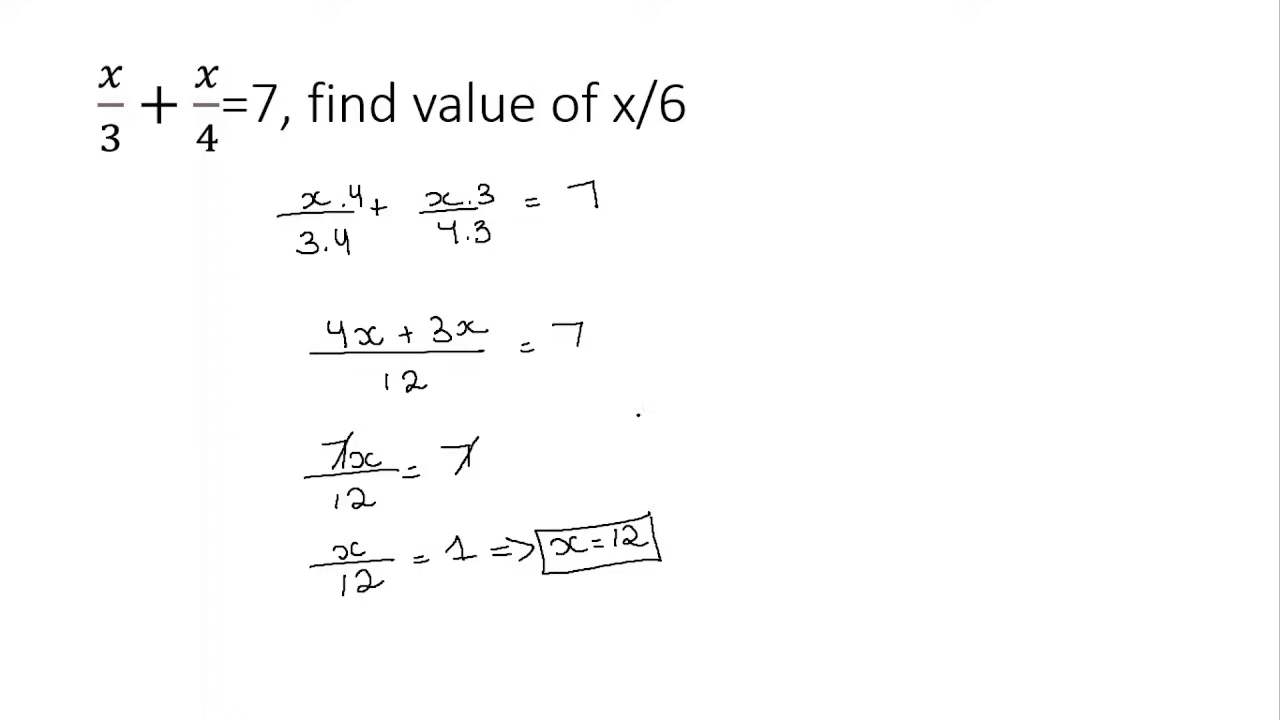 x/3 + x/4=7, find value of x/6
x.4/3.4 + x.3/4.3 = 7
4x + 3x/12 = 7
7x/12 = 7
x/12 = 1 => x=12